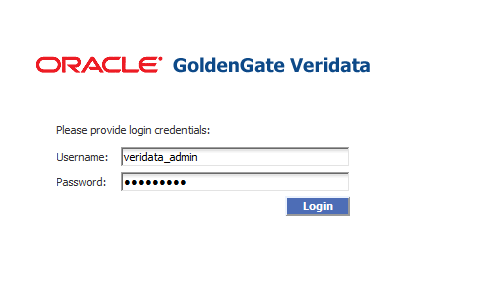 ORACLE GoldenGate Veridata
Please provide login credentials:
Username: veridata_admin
Password: •••••••••
Login